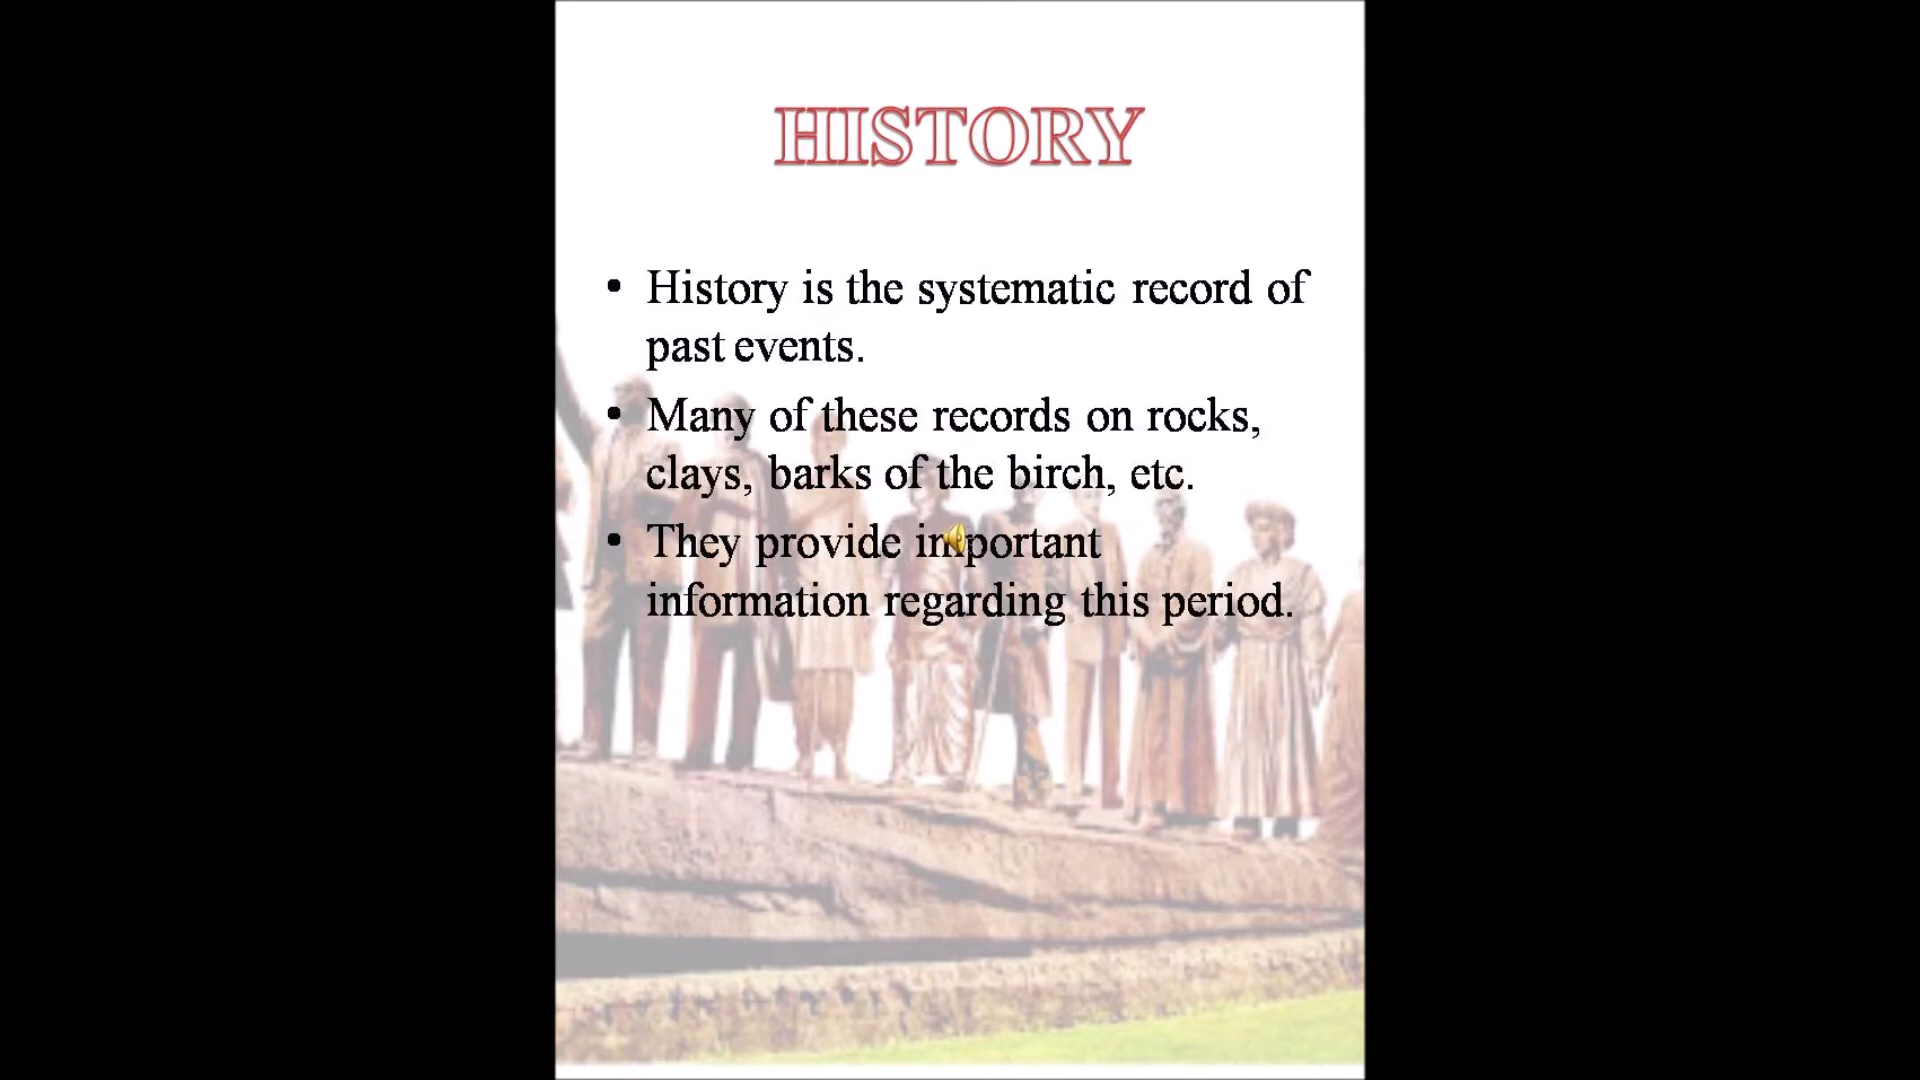 HISTORY
• History is the systematic record of
past events.
• Many of these records on rocks,
clays, barks of the birch, etc.
• They provide important
information regarding this period.